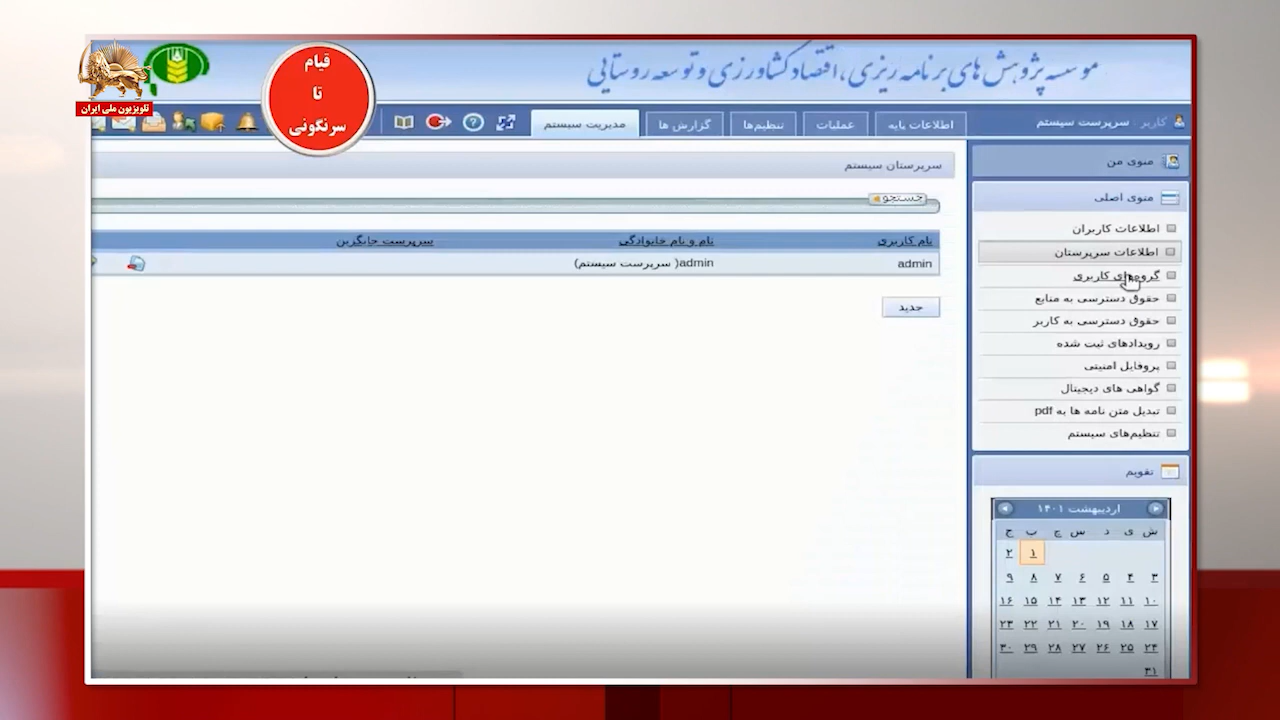 تلویزیون ملی ایران
قیام
تا
سرنگونی
موسسه پژوهش های برنامه ریزی ، اقتصاد کشاورزی و توسعه روستایی
کاربر : سرپرست سیستم
اطلاعات پایه
عملیات
تنظیم‌ها
گزارش ها
مدیریت سیستم
منوی من
منوی اصلی
اطلاعات کاربران
اطلاعات سرپرستان
گروه‌های کاربری
حقوق دسترسی به منابع
حقوق دسترسی به کاربر
رویدادهای ثبت شده
پروفایل امنیتی
گواهی های دیجیتال
تبدیل متن نامه ها به pdf
تنظیم‌های سیستم
سرپرستان سیستم
جستجو
نام کاربری نام و نام خانوادگی سرپرست جایگزین
admin admin( سرپرست سیستم)
جدید
تقویم
اردیبهشت ۱۴۰۱
ش ی د س چ پ ج
۱ ۲
۳ ۴ ۵ ۶ ۷ ۸ ۹
۱۰ ۱۱ ۱۲ ۱۳ ۱۴ ۱۵ ۱۶
۱۷ ۱۸ ۱۹ ۲۰ ۲۱ ۲۲ ۲۳
۲۴ ۲۵ ۲۶ ۲۷ ۲۸ ۲۹ ۳۰
۳۱